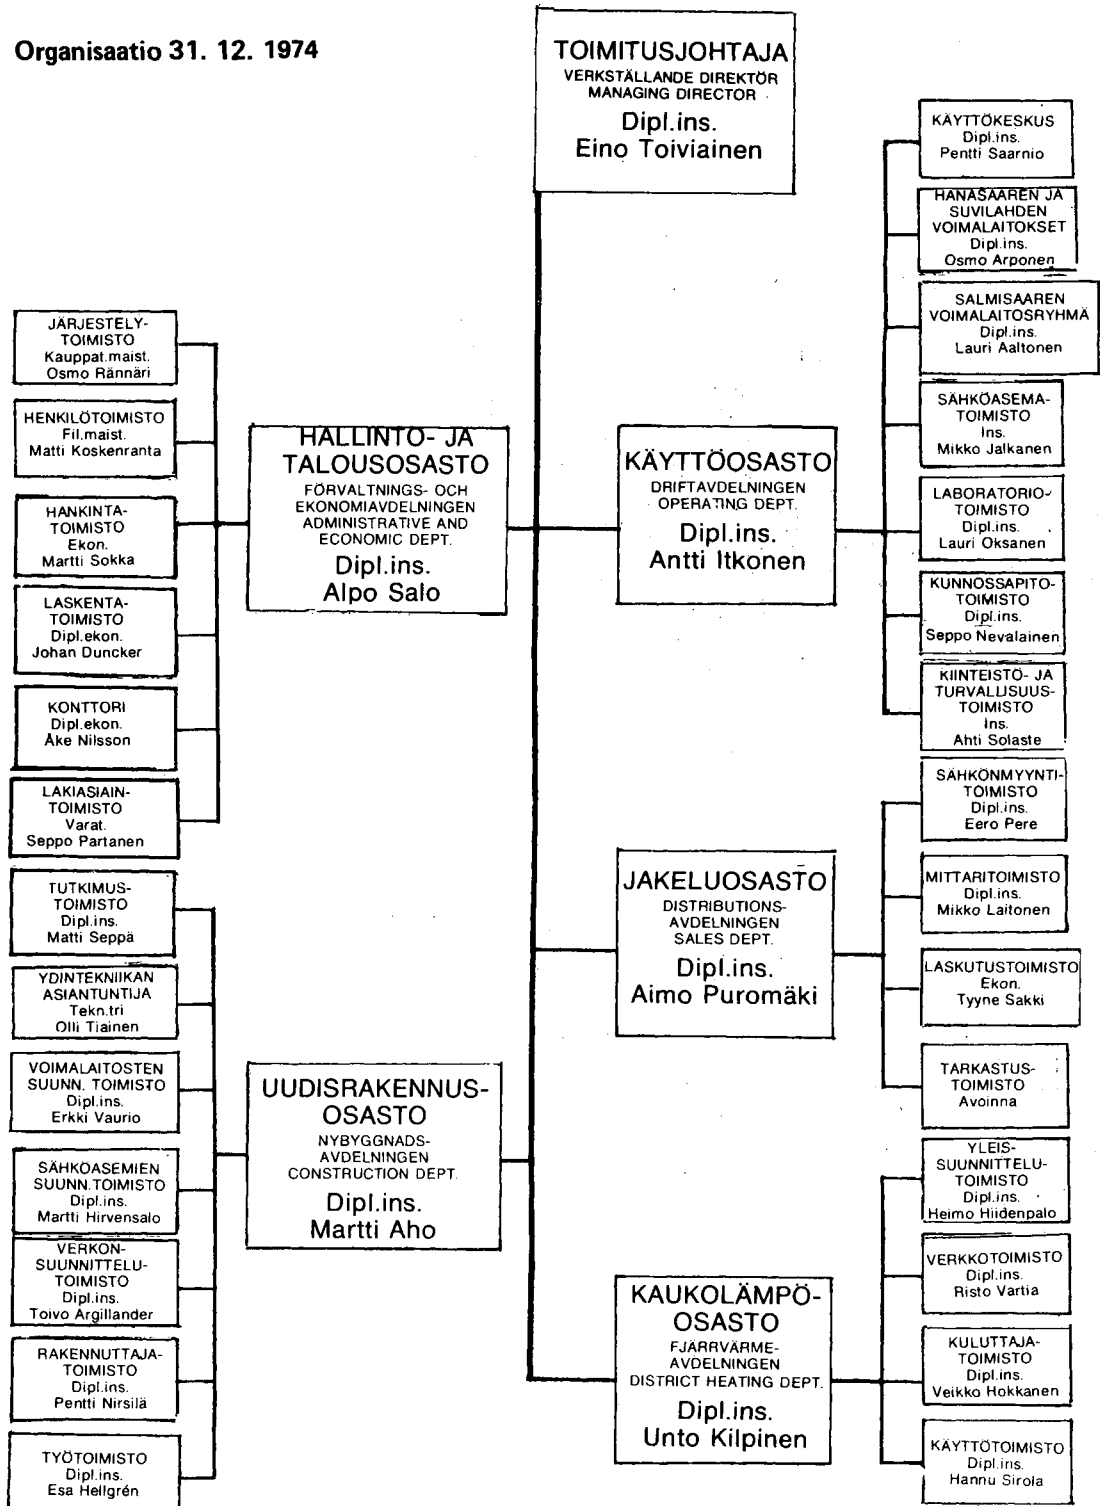 Organisaatio 31. 12. 1974
TOIMITUSJOHTAJA
VERKSTÄLLANDE DIREKTÖR
MANAGING DIRECTOR
Dipl.ins.
Eino Toiviainen
HALLINTO- JA
TALOUSOSASTO
FÖRVALTNINGS- OCH
EKONOMIAVDELNINGEN
ADMINISTRATIVE AND
ECONOMIC DEPT.
Dipl.ins.
Alpo Salo
JÄRJESTELY-
TOIMISTO
Kauppat.maist.
Osmo Rännäri
HENKILÖTOIMISTO
Fil.maist.
Matti Koskenranta
HANKINTA-
TOIMISTO
Ekon.
Martti Sokka
LASKENTA-
TOIMISTO
Dipl.ekon.
Johan Duncker
KONTTORI
Dipl.ekon.
Åke Nilsson
LAKIASIAIN-
TOIMISTO
Varat.
Seppo Partanen
UUDISRAKENNUS-
OSASTO
NYBYGGNADS-
AVDELNINGEN
CONSTRUCTION DEPT.
Dipl.ins.
Martti Aho
TUTKIMUS-
TOIMISTO
Dipl.ins.
Matti Seppä
YDINTEKNIIKAN
ASIANTUNTIJA
Tekn.tri
Olli Tiainen
VOIMALAITOSTEN
SUUNN. TOIMISTO
Dipl.ins.
Erkki Vaurio
SÄHKÖASEMIEN
SUUNN.TOIMISTO
Dipl.ins.
Martti Hirvensalo
VERKON-
SUUNNITTELU-
TOIMISTO
Dipl.ins.
Toivo Argillander
RAKENNUTTAJA-
TOIMISTO
Dipl.ins.
Pentti Nirsilä
TYÖTOIMISTO
Dipl.ins.
Esa Hellgrén
KÄYTTÖOSASTO
DRIFTAVDELNINGEN
OPERATING DEPT.
Dipl.ins.
Antti Itkonen
KÄYTTÖKESKUS
Dipl.ins.
Pentti Saarnio
HANASAAREN JA
SUVILAHDEN
VOIMALAITOKSET
Dipl.ins.
Osmo Arponen
SALMISAAREN
VOIMALAITOSRYHMÄ
Dipl.ins.
Lauri Aaltonen
SÄHKÖASEMA-
TOIMISTO
Ins.
Mikko Jalkanen
LABORATORIO-
TOIMISTO
Dipl.ins.
Lauri Oksanen
KUNNOSSAPITO-
TOIMISTO
Dipl.ins.
Seppo Nevalainen
KIINTEISTÖ- JA
TURVALLISUUS-
TOIMISTO
Ins.
Ahti Solaste
JAKELUOSASTO
DISTRIBUTIONS-
AVDELNINGEN
SALES DEPT.
Dipl.ins.
Aimo Puromäki
SÄHKÖNMYYNTI-
TOIMISTO
Dipl.ins.
Eero Pere
MITTARITOIMISTO
Dipl.ins.
Mikko Laitonen
LASKUTUSTOIMISTO
Ekon.
Tyyne Sakki
TARKASTUS-
TOIMISTO
Avoinna
KAUKOLÄMPÖ-
OSASTO
FJÄRRVÄRME-
AVDELNINGEN
DISTRICT HEATING DEPT.
Dipl.ins.
Unto Kilpinen
YLEIS-
SUUNNITTELU-
TOIMISTO
Dipl.ins.
Heimo Hiidenpalo
VERKKOTOIMISTO
Dipl.ins.
Risto Vartia
KULUTTAJA-
TOIMISTO
Dipl.ins.
Veikko Hokkanen
KÄYTTÖTOIMISTO
Dipl.ins.
Hannu Sirola